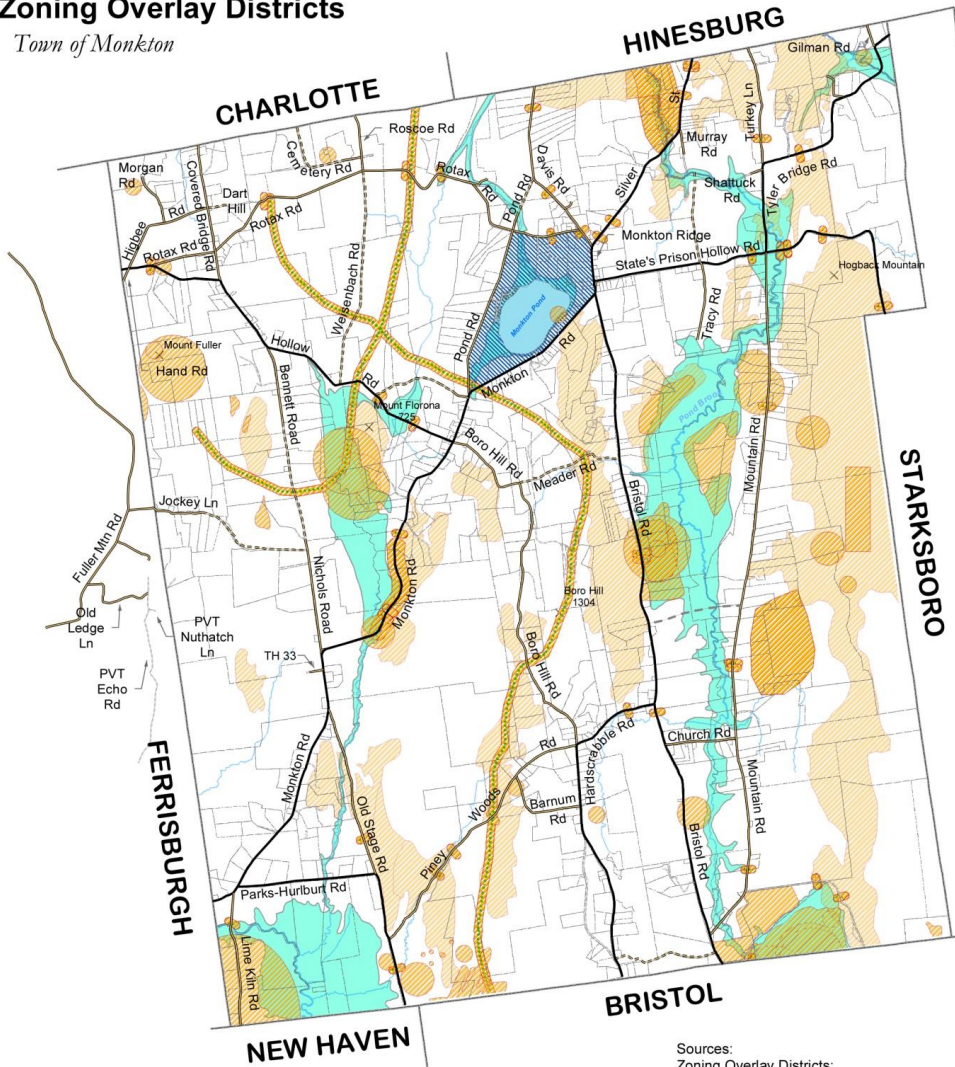 Zoning Overlay Districts
Town of Monkton
HINESBURG
CHARLOTTE
Gilman Rd
Roscoe Rd
Cemetery Rd
Morgan
Rd
Covered Bridge Rd
Dart
Hill
Rd
Rotax Rd
Higbee
Rotax Rd
Rotax
Rd
Pond Rd
Davis Rd
Silver
St
Murray
Rd
Turkey Ln
Shattuck
Rd
Tyler
Bridge Rd
Monkton Ridge
State's Prison Hollow Rd
Hogback Mountain
Weisenbach Rd
Monkton Pond
Pond Rd
Tracy Rd
Mount Fuller
Hand Rd
Hollow
Rd
Bennett Road
Mount Florona
725
Monkton
Rd
Pond Brook
Boro Hill Rd
Meader Rd
Mountain Rd
Bristol Rd
STARKSBORO
Jockey Ln
Fuller Mtn Rd
Nichols Road
Monkton Rd
Boro Hill
1304
Old
Ledge
Ln
PVT
Nuthatch
Ln
TH 33
PVT
Echo
Rd
Boro Hill Rd
FERRISBURGH
Monkton Rd
Old Stage Rd
Rd
Hardscrabble Rd
Church Rd
Mountain Rd
Woods
Piney
Barnum
Rd
Bristol Rd
Parks-Hurlburt Rd
Lime Kiln Rd
BRISTOL
NEW HAVEN
Sources:
Zoning Overlay Districts: